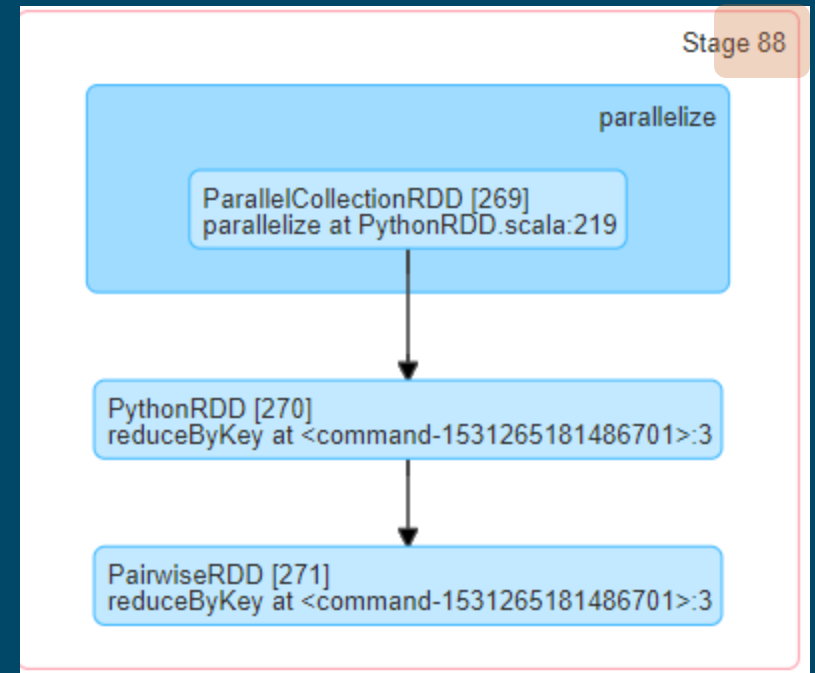 Stage 88
parallelize
ParallelCollectionRDD [269]
parallelize at PythonRDD.scala:219
PythonRDD [270]
reduceByKey at <command-1531265181486701>:3
PairwiseRDD [271]
reduceByKey at <command-1531265181486701>:3